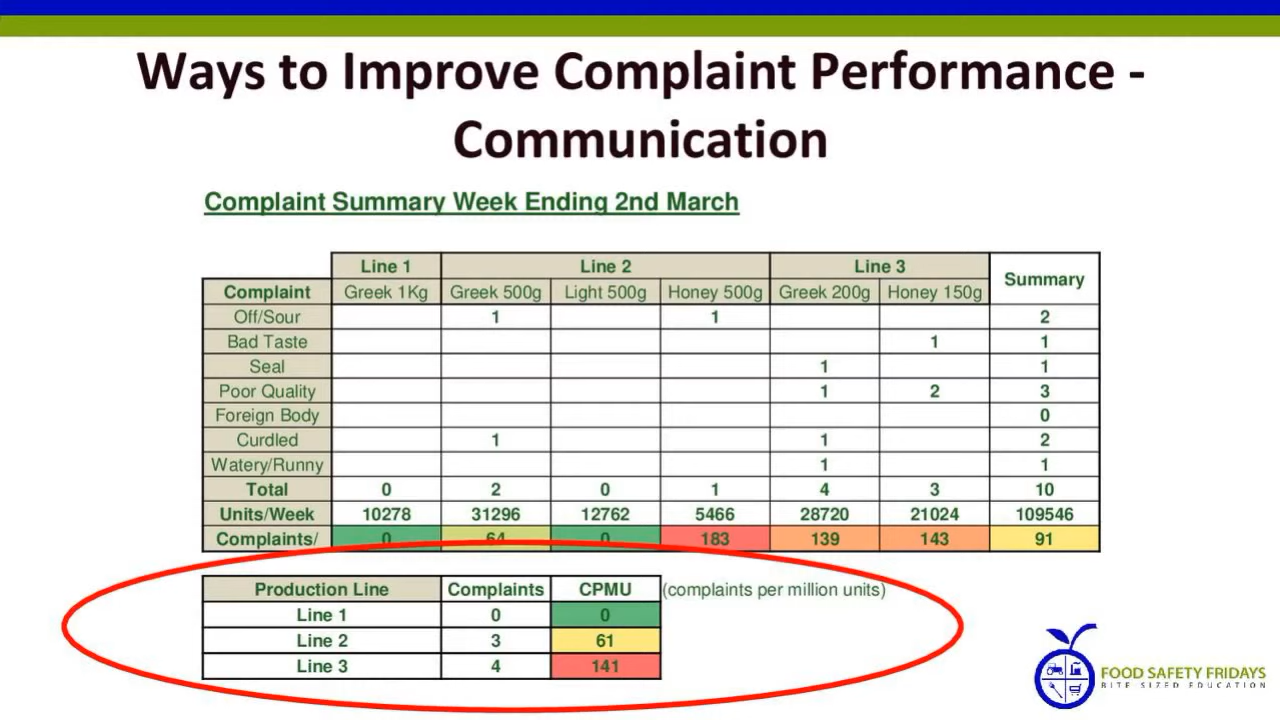 Ways to Improve Complaint Performance -
Communication
Complaint Summary Week Ending 2nd March
Line 1 Line 2 Line 3 Summary
Complaint Greek 1Kg Greek 500g Light 500g Honey 500g Greek 200g Honey 150g
Off/Sour 1 1 2
Bad Taste 1 1
Seal 1 1
Poor Quality 1 2 3
Foreign Body 0
Curdled 1 1 2
Watery/Runny 1 1
Total 0 2 0 1 4 3 10
Units/Week 10278 31296 12762 5466 28720 21024 109546
Complaints/ 0 64 0 183 139 143 91
Production Line Complaints CPMU (complaints per million units)
Line 1 0 0
Line 2 3 61
Line 3 4 141
FOOD SAFETY FRIDAYS
BITE SIZED EDUCATION